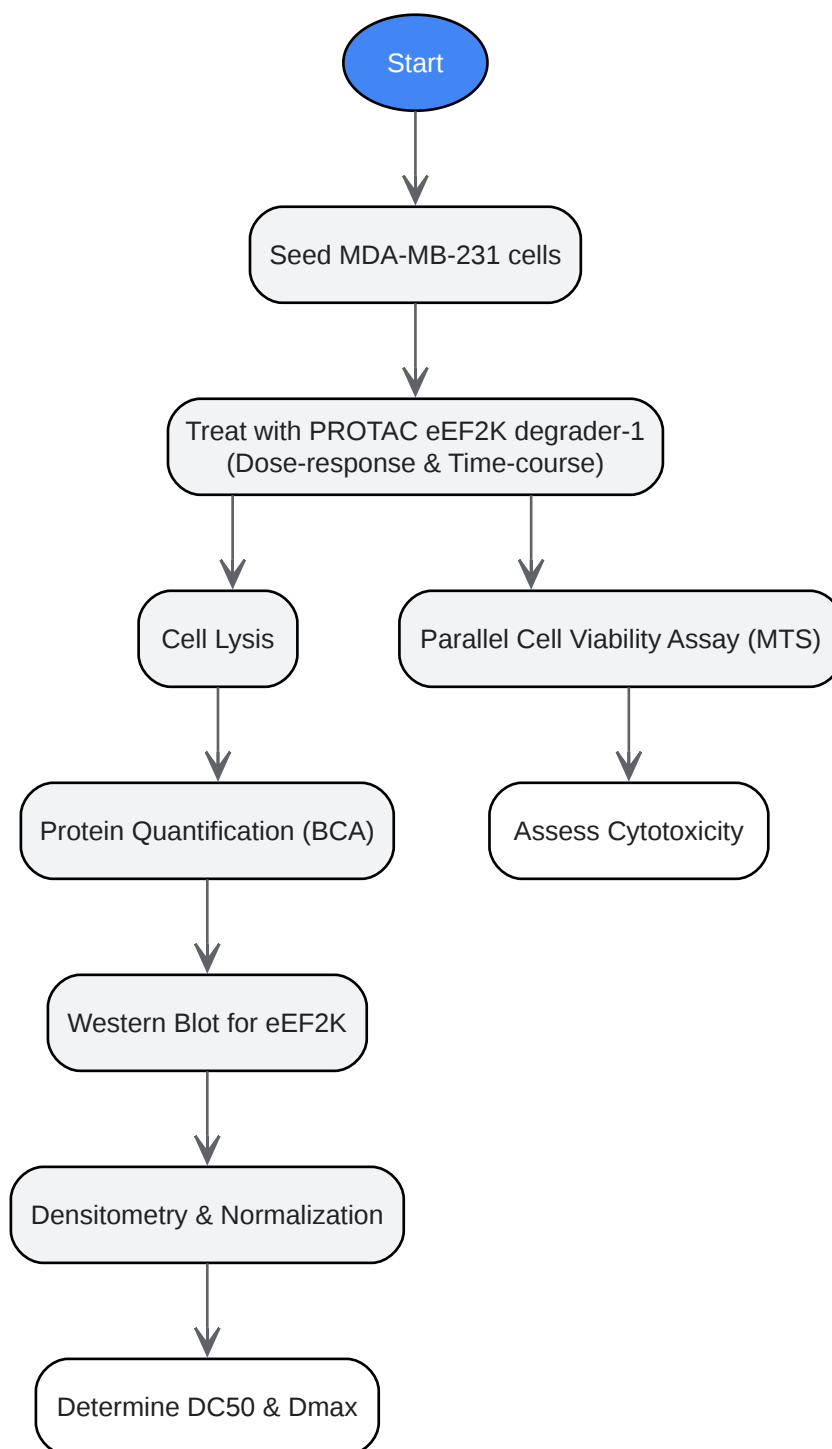 Start
Seed MDA-MB-231 cells
Treat with PROTAC eEF2K degrader-1
(Dose-response & Time-course)
Cell Lysis
Parallel Cell Viability Assay (MTS)
Protein Quantification (BCA)
Assess Cytotoxicity
Western Blot for eEF2K
Densitometry & Normalization
Determine DC50 & Dmax